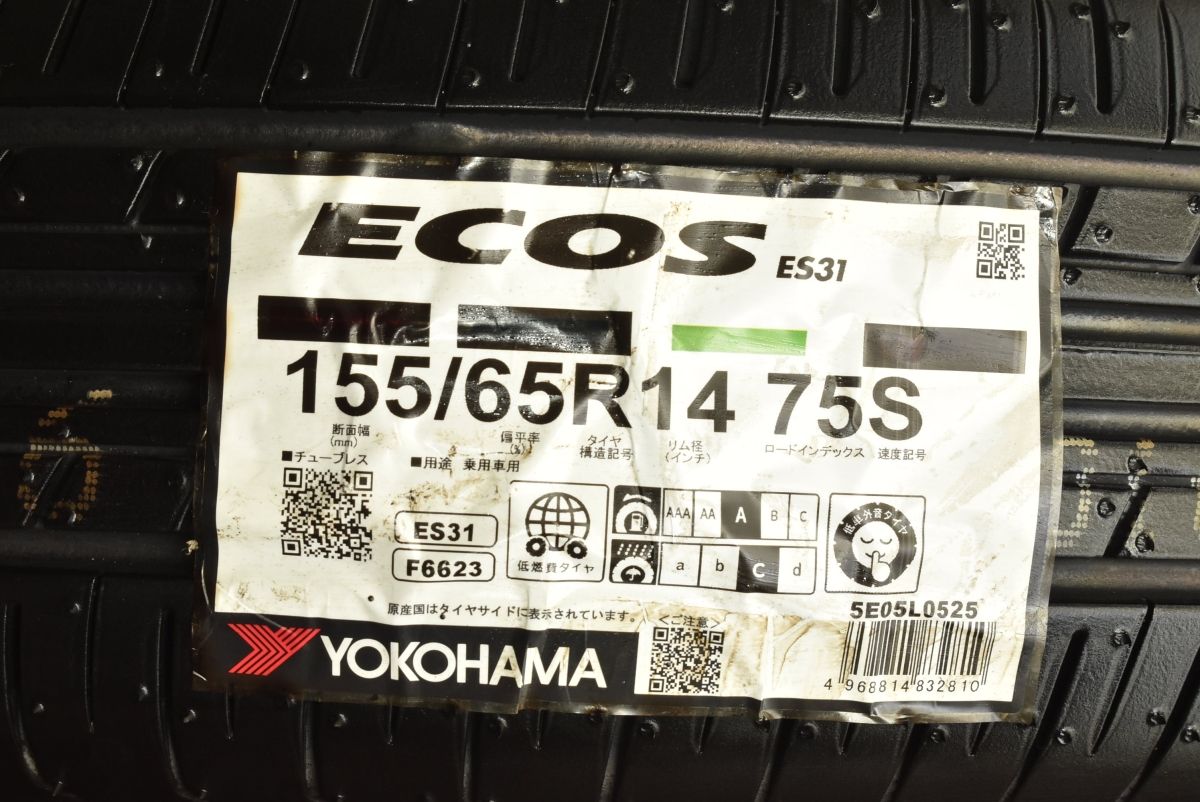 ECOS ES31
155/65R14 75S
断面幅 (mm)
偏平率 (%)
タイヤ 構造記号
リム径 (インチ)
ロードインデックス
速度記号
■チューブレス
■用途 乗用車用
ES31
F6623
低燃費タイヤ
AAA AA A B C
a b C d
低車外音タイヤ
原産国はタイヤサイドに表示されています。
<ご注意>
5E05L0525
YOKOHAMA
4 968814 832810